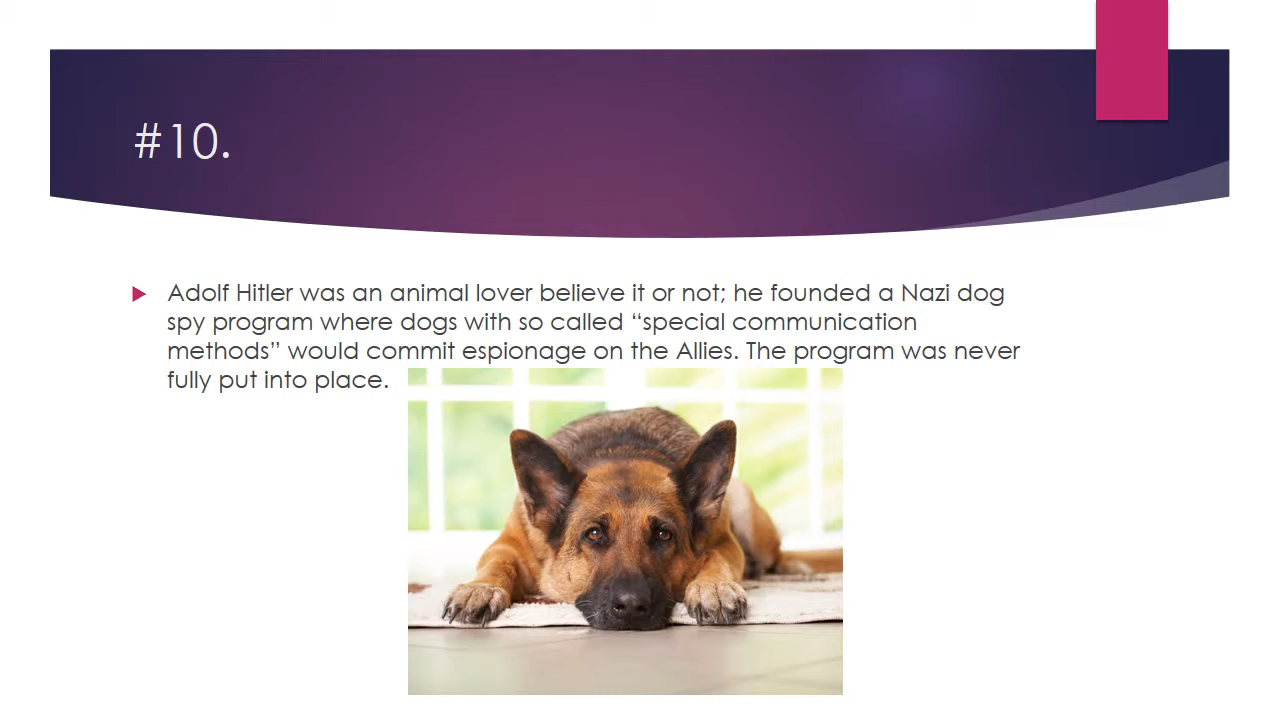 #10.
Adolf Hitler was an animal lover believe it or not; he founded a Nazi dog
spy program where dogs with so called “special communication
methods” would commit espionage on the Allies. The program was never
fully put into place.